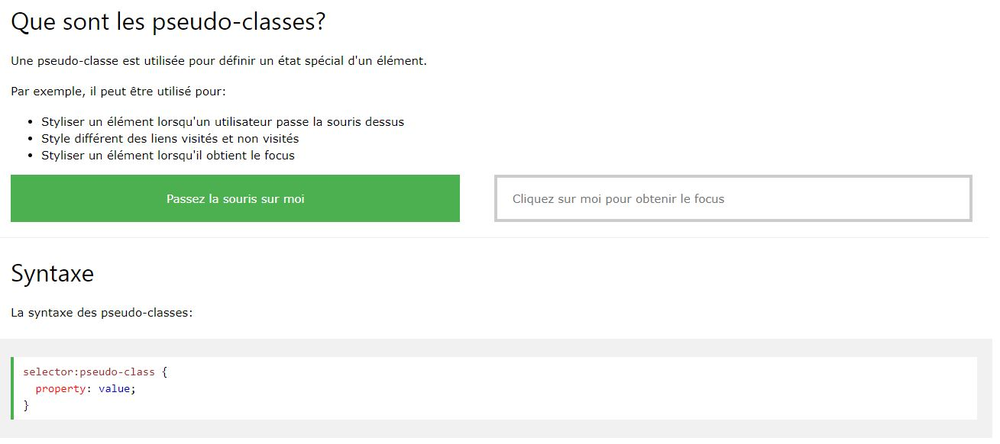 Que sont les pseudo-classes?
Une pseudo-classe est utilisée pour définir un état spécial d'un élément.
Par exemple, il peut être utilisé pour:
• Styliser un élément lorsqu'un utilisateur passe la souris dessus
• Style différent des liens visités et non visités
• Styliser un élément lorsqu'il obtient le focus
Passez la souris sur moi
Cliquez sur moi pour obtenir le focus
Syntaxe
La syntaxe des pseudo-classes:
selector:pseudo-class {
  property: value;
}